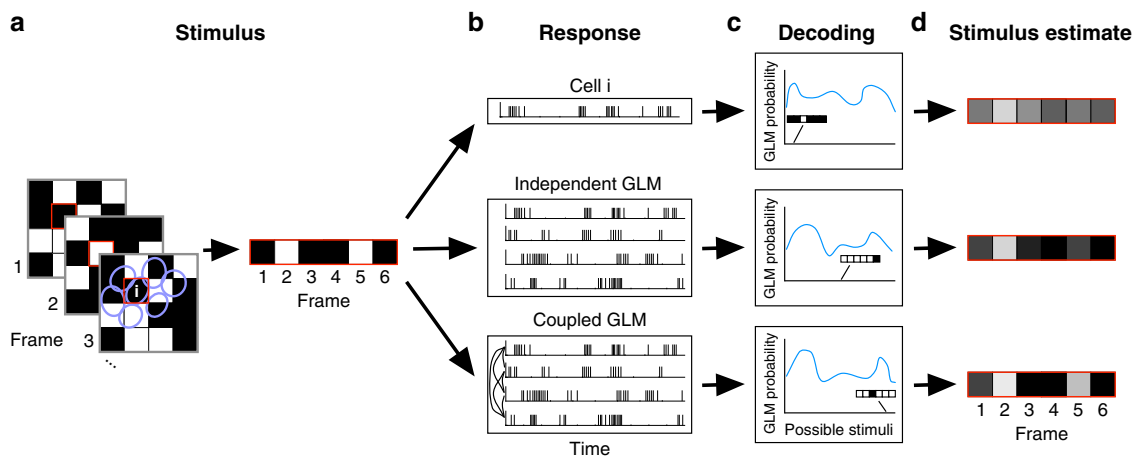 a
Stimulus
1
2
3
Frame
...
i
1 2 3 4 5 6
Frame
b
Response
Cell i
Independent GLM
Coupled GLM
Time
c
Decoding
GLM probability
GLM probability
GLM probability
Possible stimuli
d
Stimulus estimate
1 2 3 4 5 6
Frame